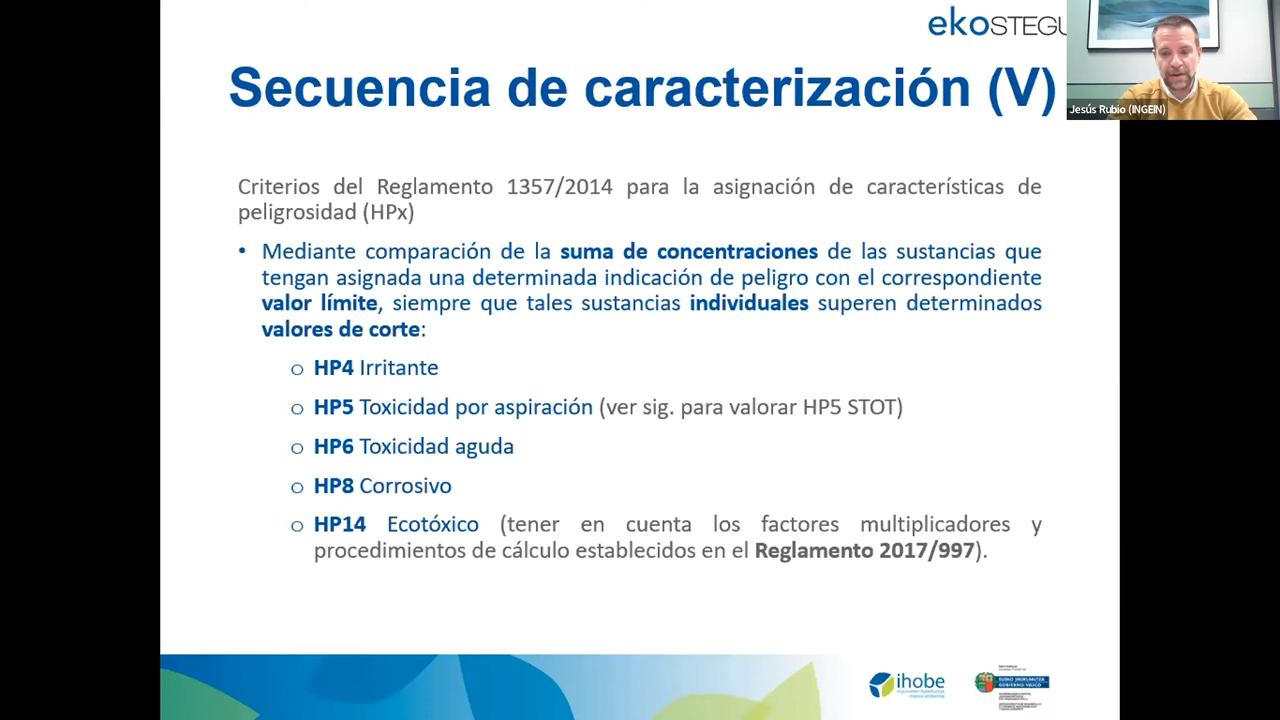 ekoSTEGU
Secuencia de caracterización (V)
Jesús Rubio (INGEIN)
Criterios del Reglamento 1357/2014 para la asignación de características de
peligrosidad (HPx)
• Mediante comparación de la suma de concentraciones de las sustancias que
tengan asignada una determinada indicación de peligro con el correspondiente
valor límite, siempre que tales sustancias individuales superen determinados
valores de corte:
o HP4 Irritante
o HP5 Toxicidad por aspiración (ver sig. para valorar HP5 STOT)
o HP6 Toxicidad aguda
o HP8 Corrosivo
o HP14 Ecotóxico (tener en cuenta los factores multiplicadores y
procedimientos de cálculo establecidos en el Reglamento 2017/997).
ihobe
EUSKO JAURLARITZA
GOBIERNO VASCO